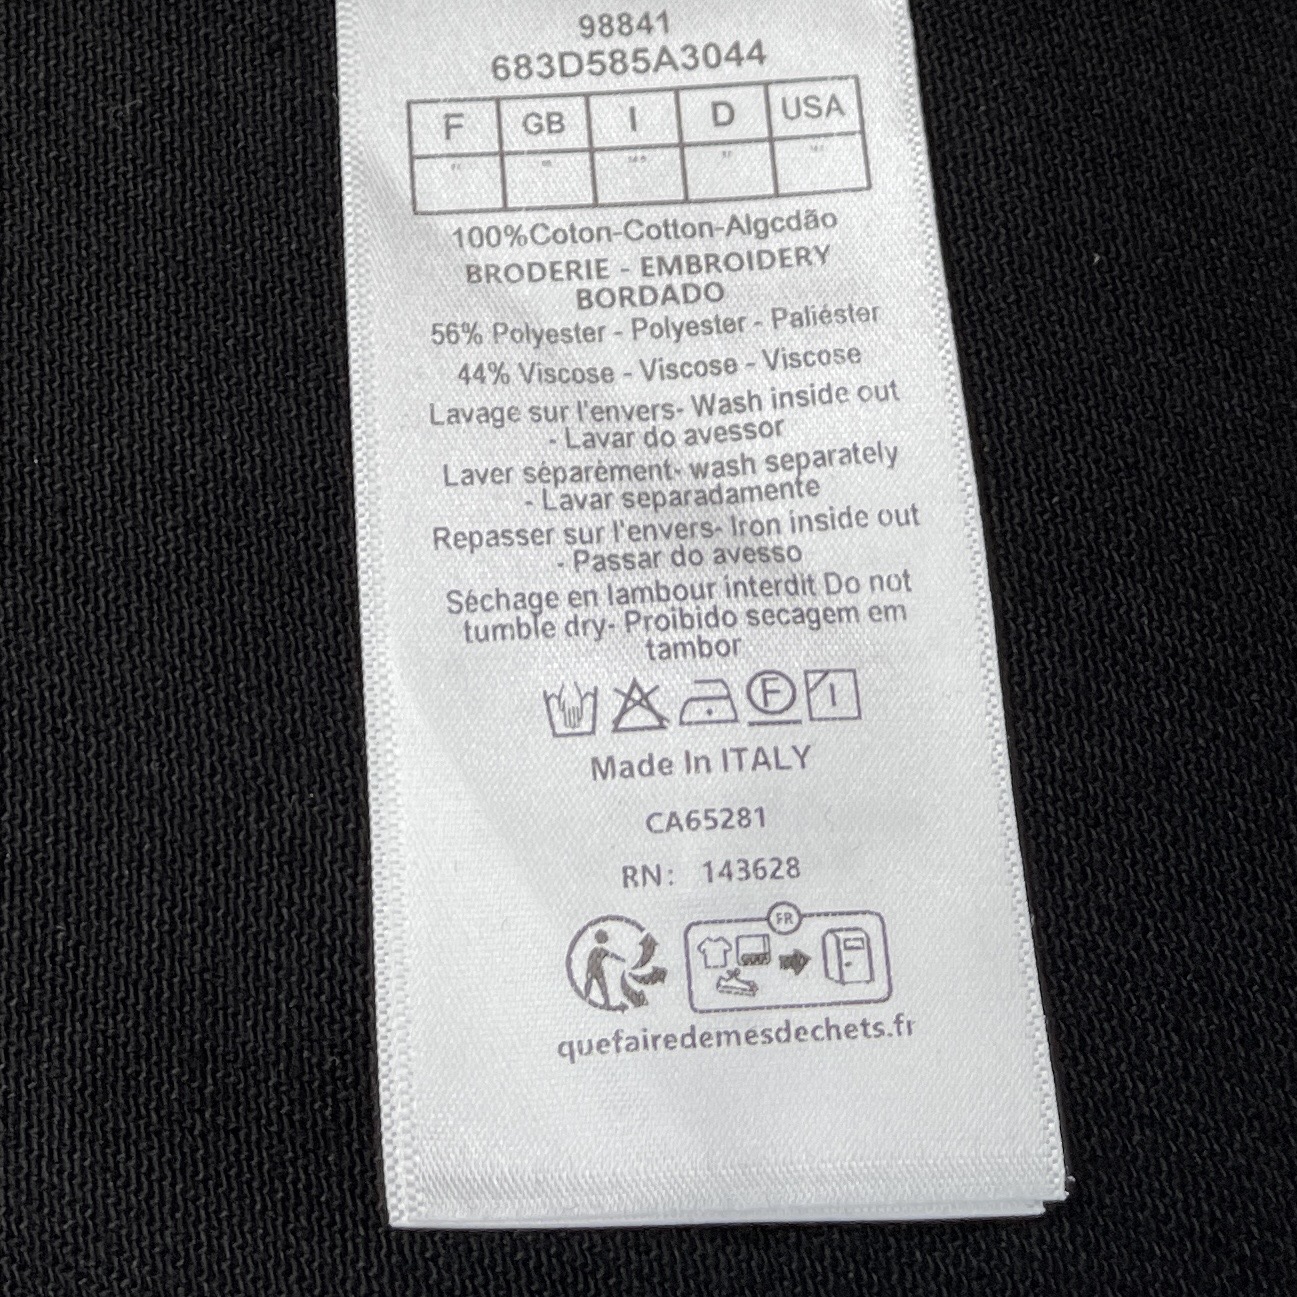 98841
683D585A3044
F GB I D USA
100%Coton-Cotton-Algcdão
BRODERIE - EMBROIDERY
BORDADO
56% Polyester - Polyester - Paliéster
44% Viscose - Viscose - Viscose
Lavage sur l'envers- Wash inside out
- Lavar do avessor
Laver séparément- wash separately
- Lavar separadamente
Repasser sur l'envers- Iron inside out
- Passar do avesso
Séchage en lambour interdit Do not
tumble dry- Proibido secagem em
tambor
F
Made In ITALY
CA65281
RN: 143628
FR
quefairedemesdechets.fr